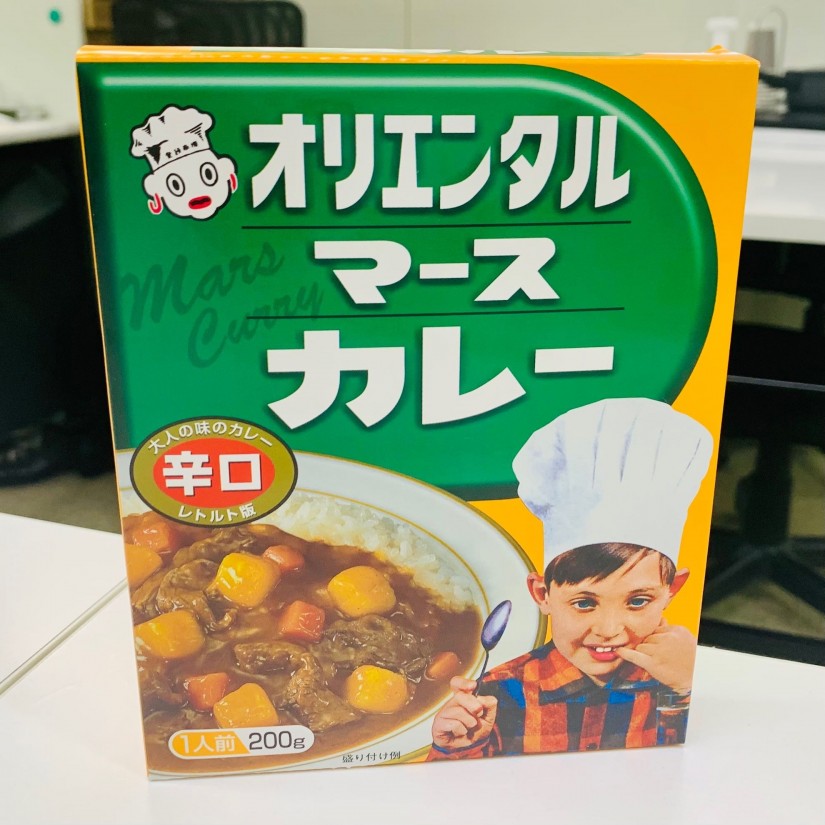 オリエンタル
マース
カレー
Mars
Curry
大人の味のカレー
辛口
レトルト版
1人前 200g
盛り付け例